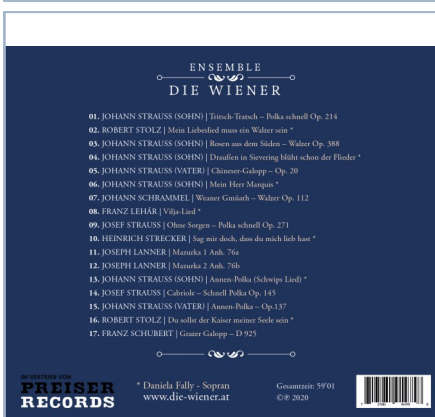 ENSEMBLE
DIE WIENER
01. JOHANN STRAUSS (SOHN) | Tritsch-Tratsch – Polka schnell Op. 214
02. ROBERT STOLZ | Mein Liebeslied muss ein Walzer sein *
03. JOHANN STRAUSS (SOHN) | Rosen aus dem Süden – Walzer Op. 388
04. JOHANN STRAUSS (SOHN) | Draußen in Sievering blüht schon der Flieder *
05. JOHANN STRAUSS (VATER) | Chineser-Galopp – Op. 20
06. JOHANN STRAUSS (SOHN) | Mein Herr Marquis *
07. JOHANN SCHRAMMEL | Weaner Gmüath – Walzer Op. 112
08. FRANZ LEHÁR | Vilja-Lied *
09. JOSEF STRAUSS | Ohne Sorgen – Polka schnell Op. 271
10. HEINRICH STRECKER | Sag mir doch, dass du mich lieb hast *
11. JOSEPH LANNER | Mazurka 1 Anh. 76a
12. JOSEPH LANNER | Mazurka 2 Anh. 76b
13. JOHANN STRAUSS (SOHN) | Annen-Polka (Schwips Lied) *
14. JOSEF STRAUSS | Cabriole – Schnell Polka Op. 145
15. JOHANN STRAUSS (VATER) | Annen-Polka – Op.137
16. ROBERT STOLZ | Du sollst der Kaiser meiner Seele sein *
17. FRANZ SCHUBERT | Grazer Galopp – D 925
IM VERTRIEB VON
PREISER
RECORDS
* Daniela Fally - Sopran
www.die-wiener.at
Gesamtzeit: 59'01
©℗ 2020